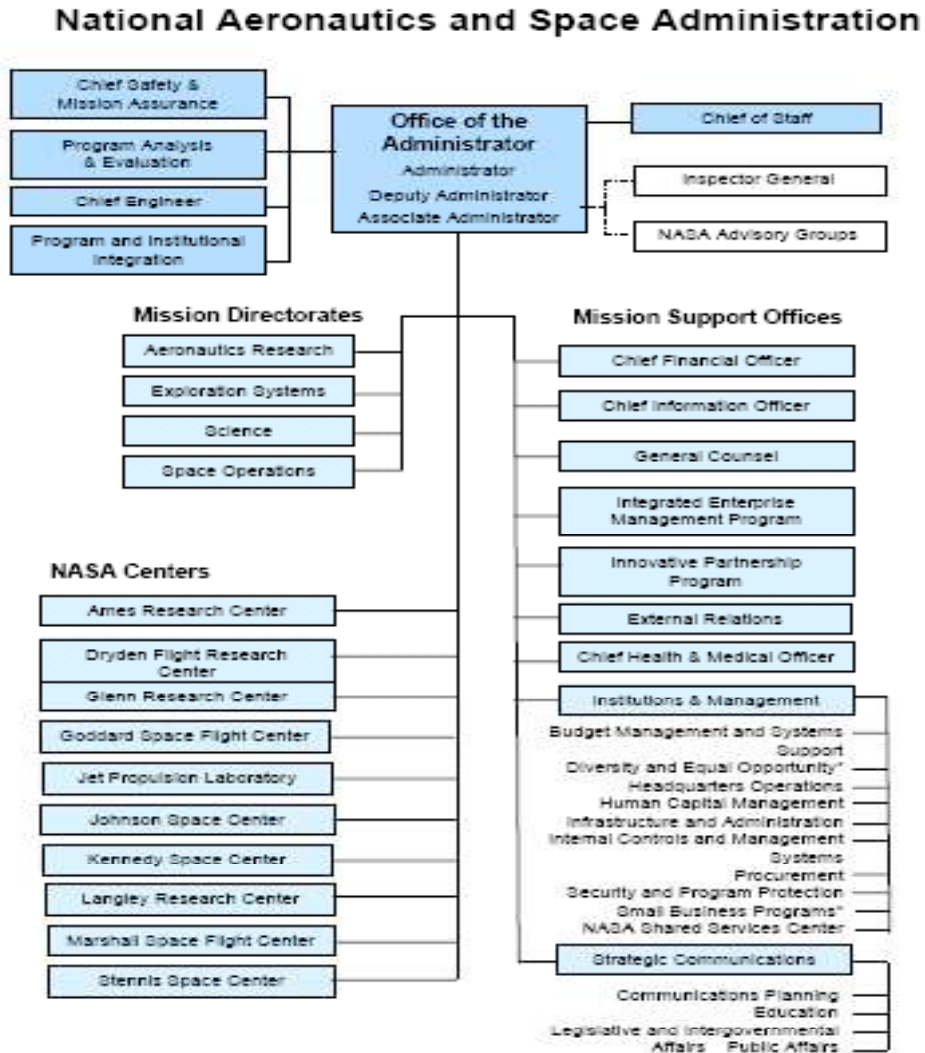 National Aeronautics and Space Administration
Chief Safety &
Mission Assurance
Program Analysis
& Evaluation
Chief Engineer
Program and Institutional
Integration
Office of the
Administrator
Administrator
Deputy Administrator
Associate Administrator
Chief of Staff
Inspector General
NASA Advisory Groups
Mission Directorates
Aeronautics Research
Exploration Systems
Science
Space Operations
NASA Centers
Ames Research Center
Dryden Flight Research
Center
Glenn Research Center
Goddard Space Flight Center
Jet Propulsion Laboratory
Johnson Space Center
Kennedy Space Center
Langley Research Center
Marshall Space Flight Center
Stennis Space Center
Mission Support Offices
Chief Financial Officer
Chief Information Officer
General Counsel
Integrated Enterprise
Management Program
Innovative Partnership
Program
External Relations
Chief Health & Medical Officer
Institutions & Management
Budget Management and Systems
Support
Diversity and Equal Opportunity*
Headquarters Operations
Human Capital Management
Infrastructure and Administration
Internal Controls and Management
Systems
Procurement
Security and Program Protection
Small Business Programs*
NASA Shared Services Center
Strategic Communications
Communications Planning
Education
Legislative and Intergovernmental
Affairs Public Affairs